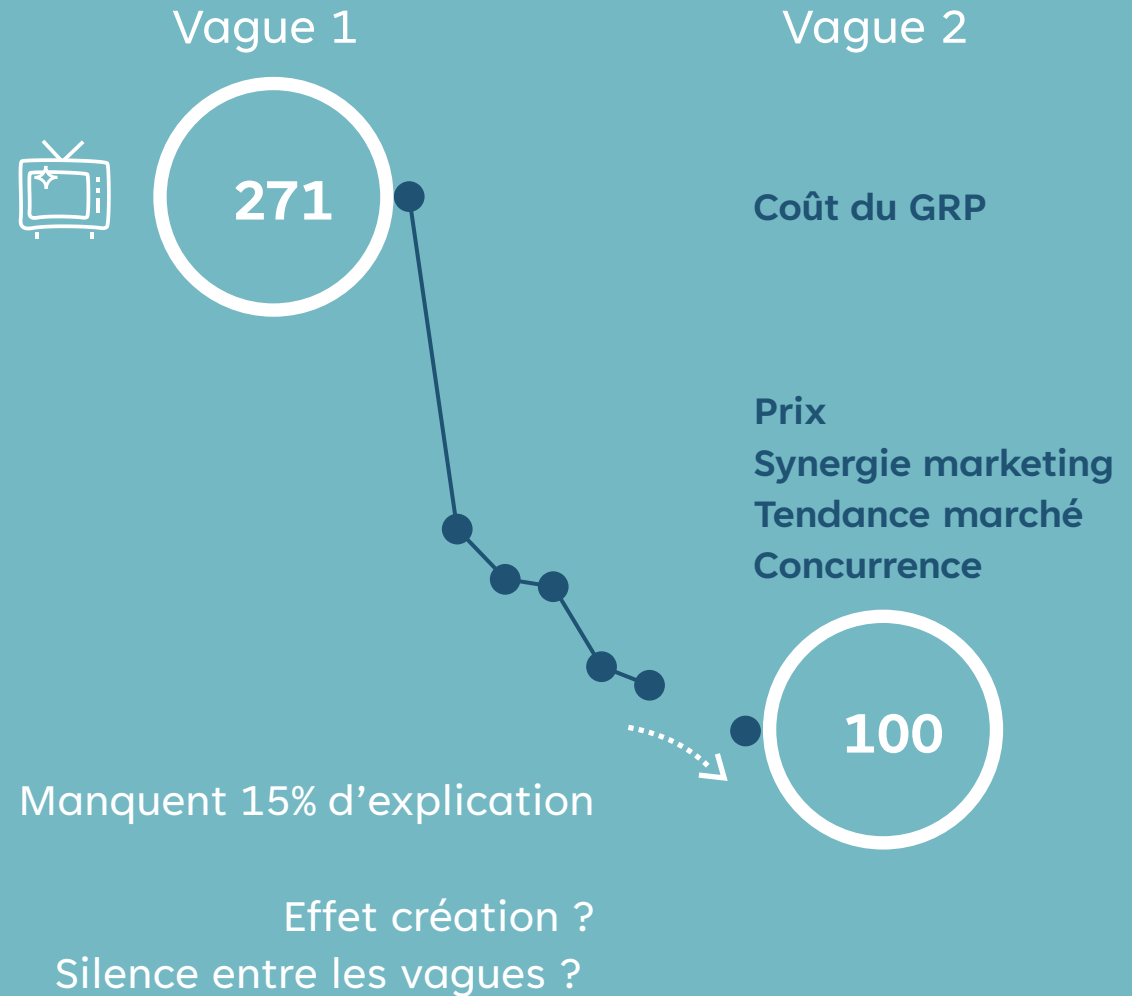 Vague 1
Vague 2
271
Coût du GRP
Prix
Synergie marketing
Tendance marché
Concurrence
100
Manquent 15% d’explication
Effet création ?
Silence entre les vagues ?